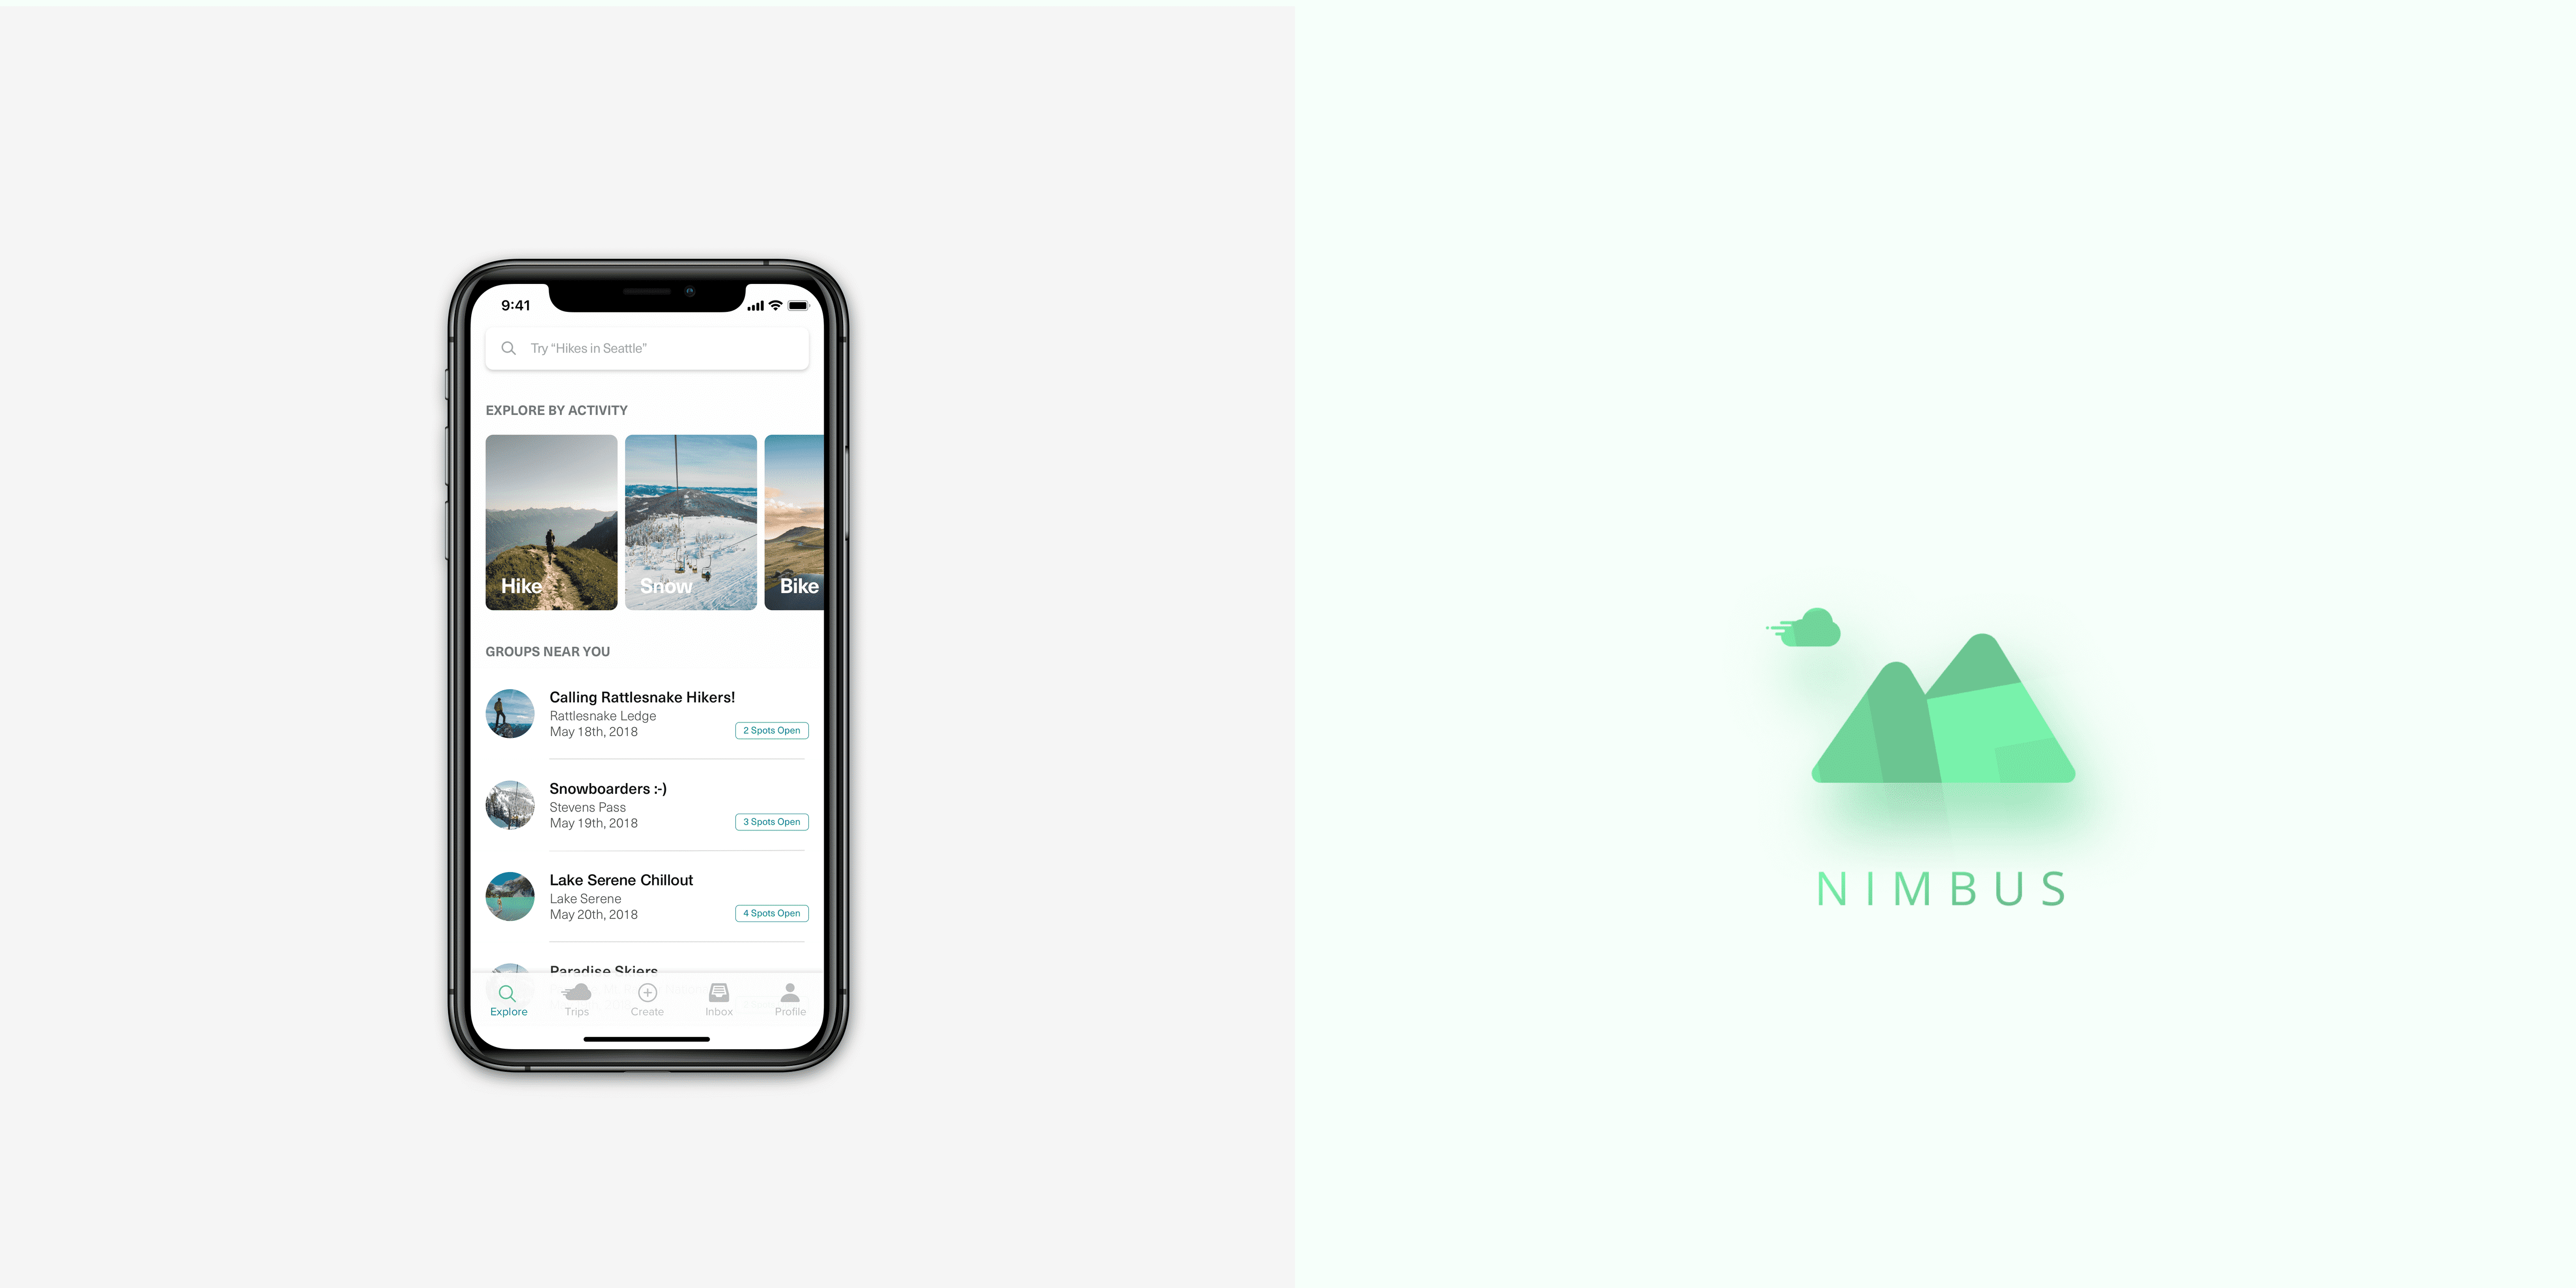 9:41
Try “Hikes in Seattle”
EXPLORE BY ACTIVITY
Hike
Snow
Bike
GROUPS NEAR YOU
Calling Rattlesnake Hikers!
Rattlesnake Ledge
May 18th, 2018
2 Spots Open
Snowboarders :-)
Stevens Pass
May 19th, 2018
3 Spots Open
Lake Serene Chillout
Lake Serene
May 20th, 2018
4 Spots Open
Paradise Skiers
Explore
Trips
Create
Inbox
Profile
NIMBUS